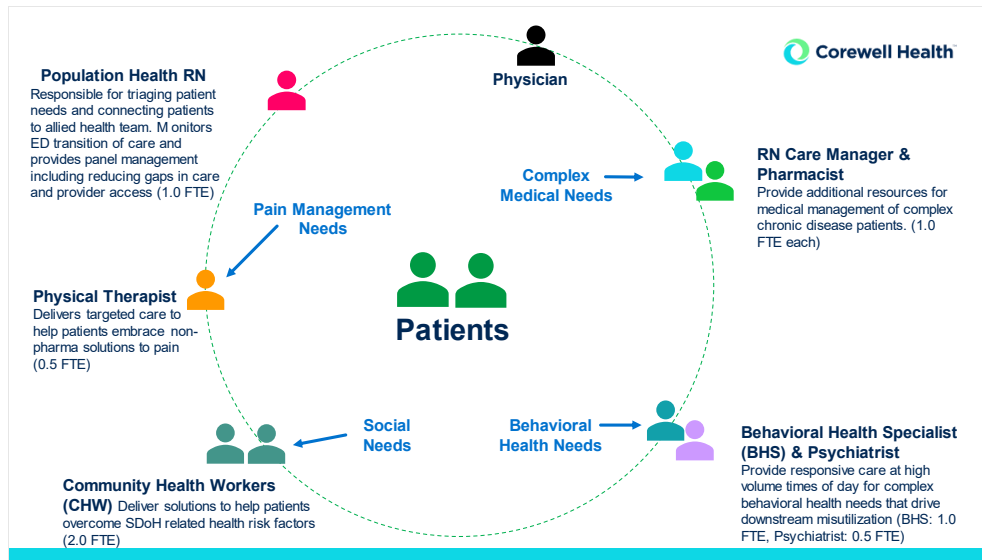 Physician
Corewell Health™
Population Health RN
Responsible for triaging patient
needs and connecting patients
to allied health team. M onitors
ED transition of care and
provides panel management
including reducing gaps in care
and provider access (1.0 FTE)
RN Care Manager &
Pharmacist
Provide additional resources for
medical management of complex
chronic disease patients. (1.0
FTE each)
Complex
Medical Needs
Pain Management
Needs
Physical Therapist
Delivers targeted care to
help patients embrace non-
pharma solutions to pain
(0.5 FTE)
Patients
Social
Needs
Behavioral
Health Needs
Behavioral Health Specialist
(BHS) & Psychiatrist
Provide responsive care at high
volume times of day for complex
behavioral health needs that drive
downstream misutilization (BHS: 1.0
FTE, Psychiatrist: 0.5 FTE)
Community Health Workers
(CHW) Deliver solutions to help patients
overcome SDoH related health risk factors
(2.0 FTE)